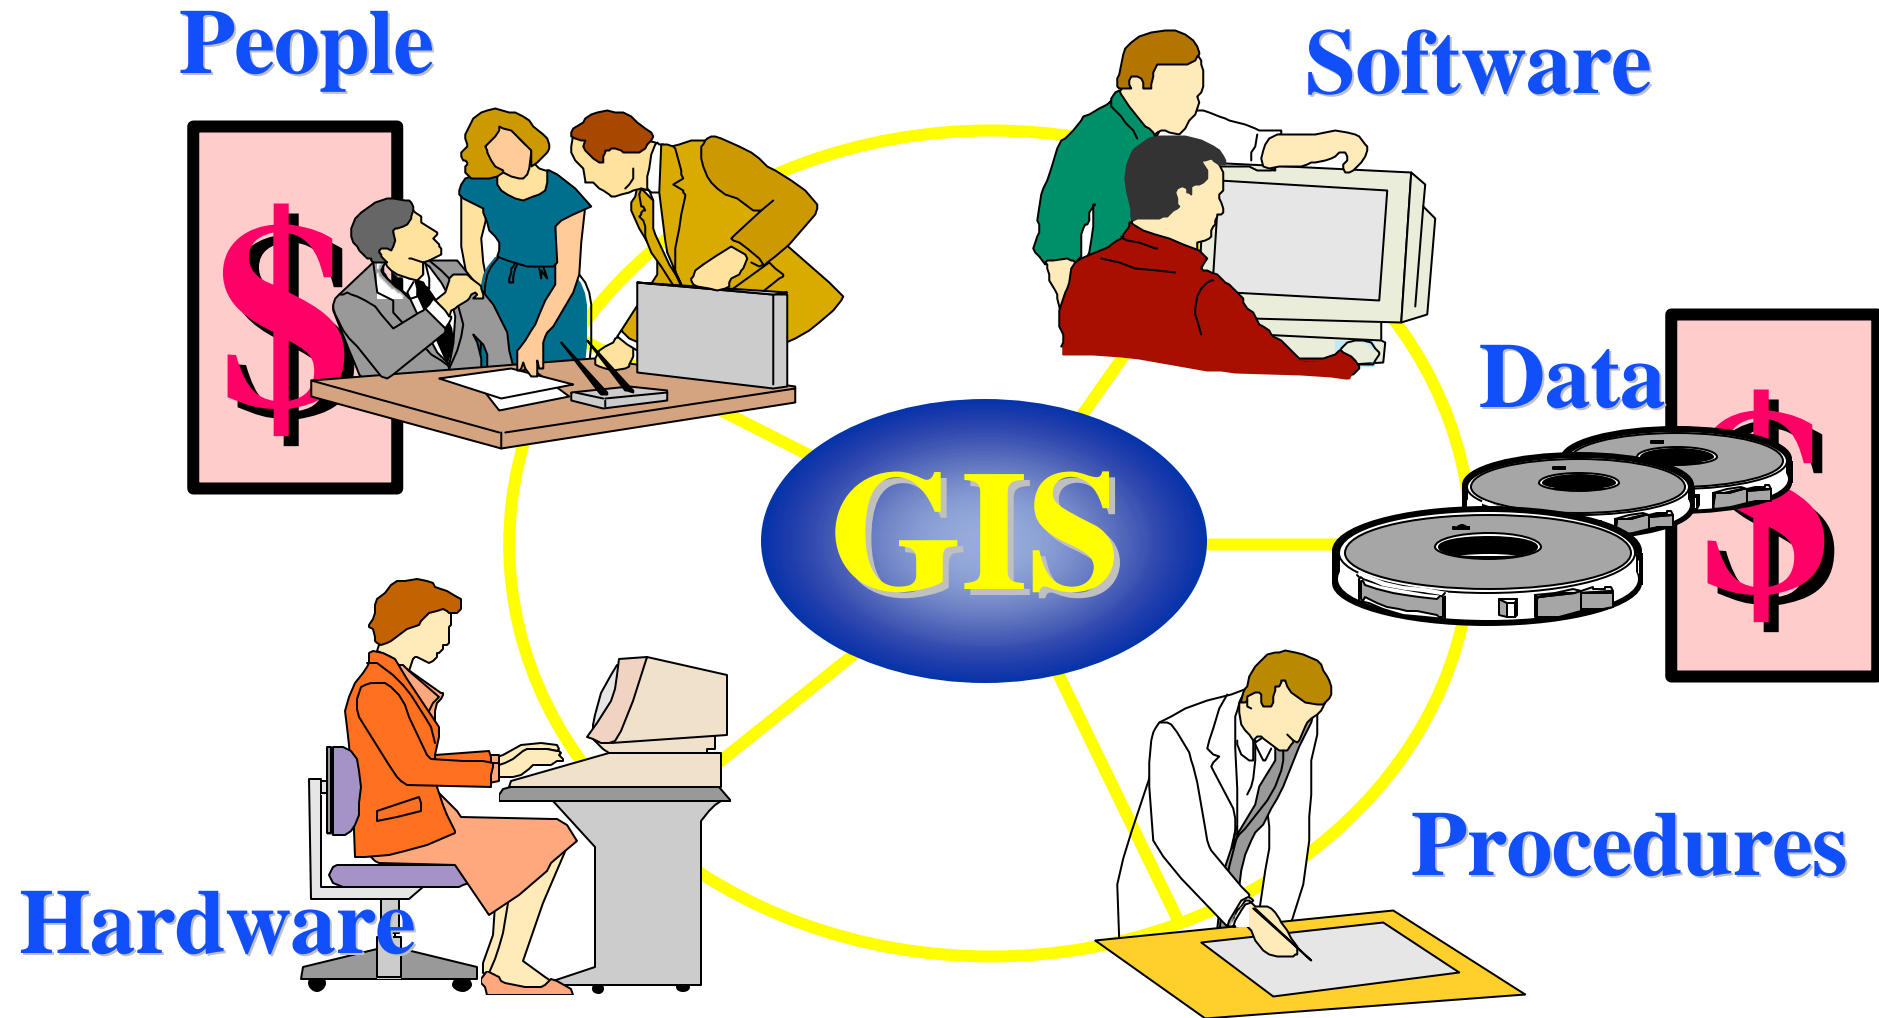 People
Software
$
Data
$
GIS
Procedures
Hardware